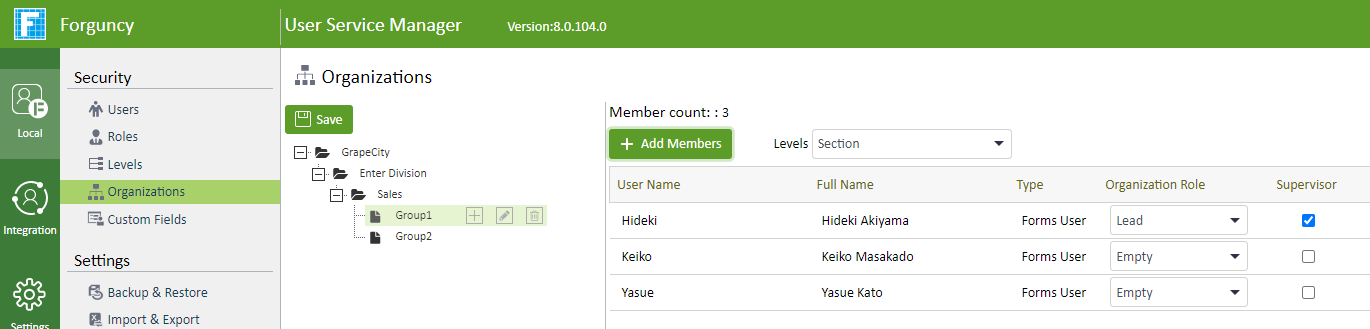 Forguncy
User Service Manager
Version:8.0.104.0
Local
Integration
Settings
Security
Users
Roles
Levels
Organizations
Custom Fields
Settings
Backup & Restore
Import & Export
Organizations
Save
GrapeCity
Enter Division
Sales
Group1
Group2
Member count: : 3
Add Members
Levels Section
User Name Full Name Type Organization Role Supervisor
Hideki Hideki Akiyama Forms User Lead
Keiko Keiko Masakado Forms User Empty
Yasue Yasue Kato Forms User Empty